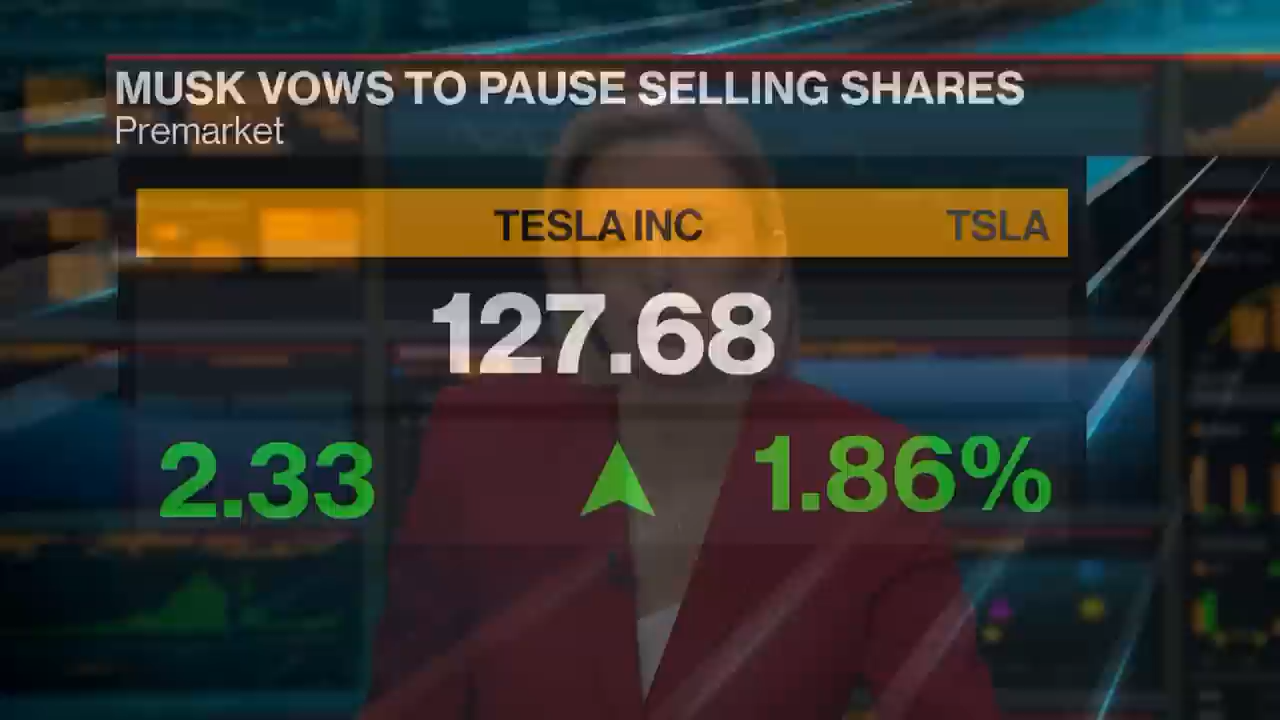 MUSK VOWS TO PAUSE SELLING SHARES
Premarket
TESLA INC TSLA
127.68
2.33 1.86%